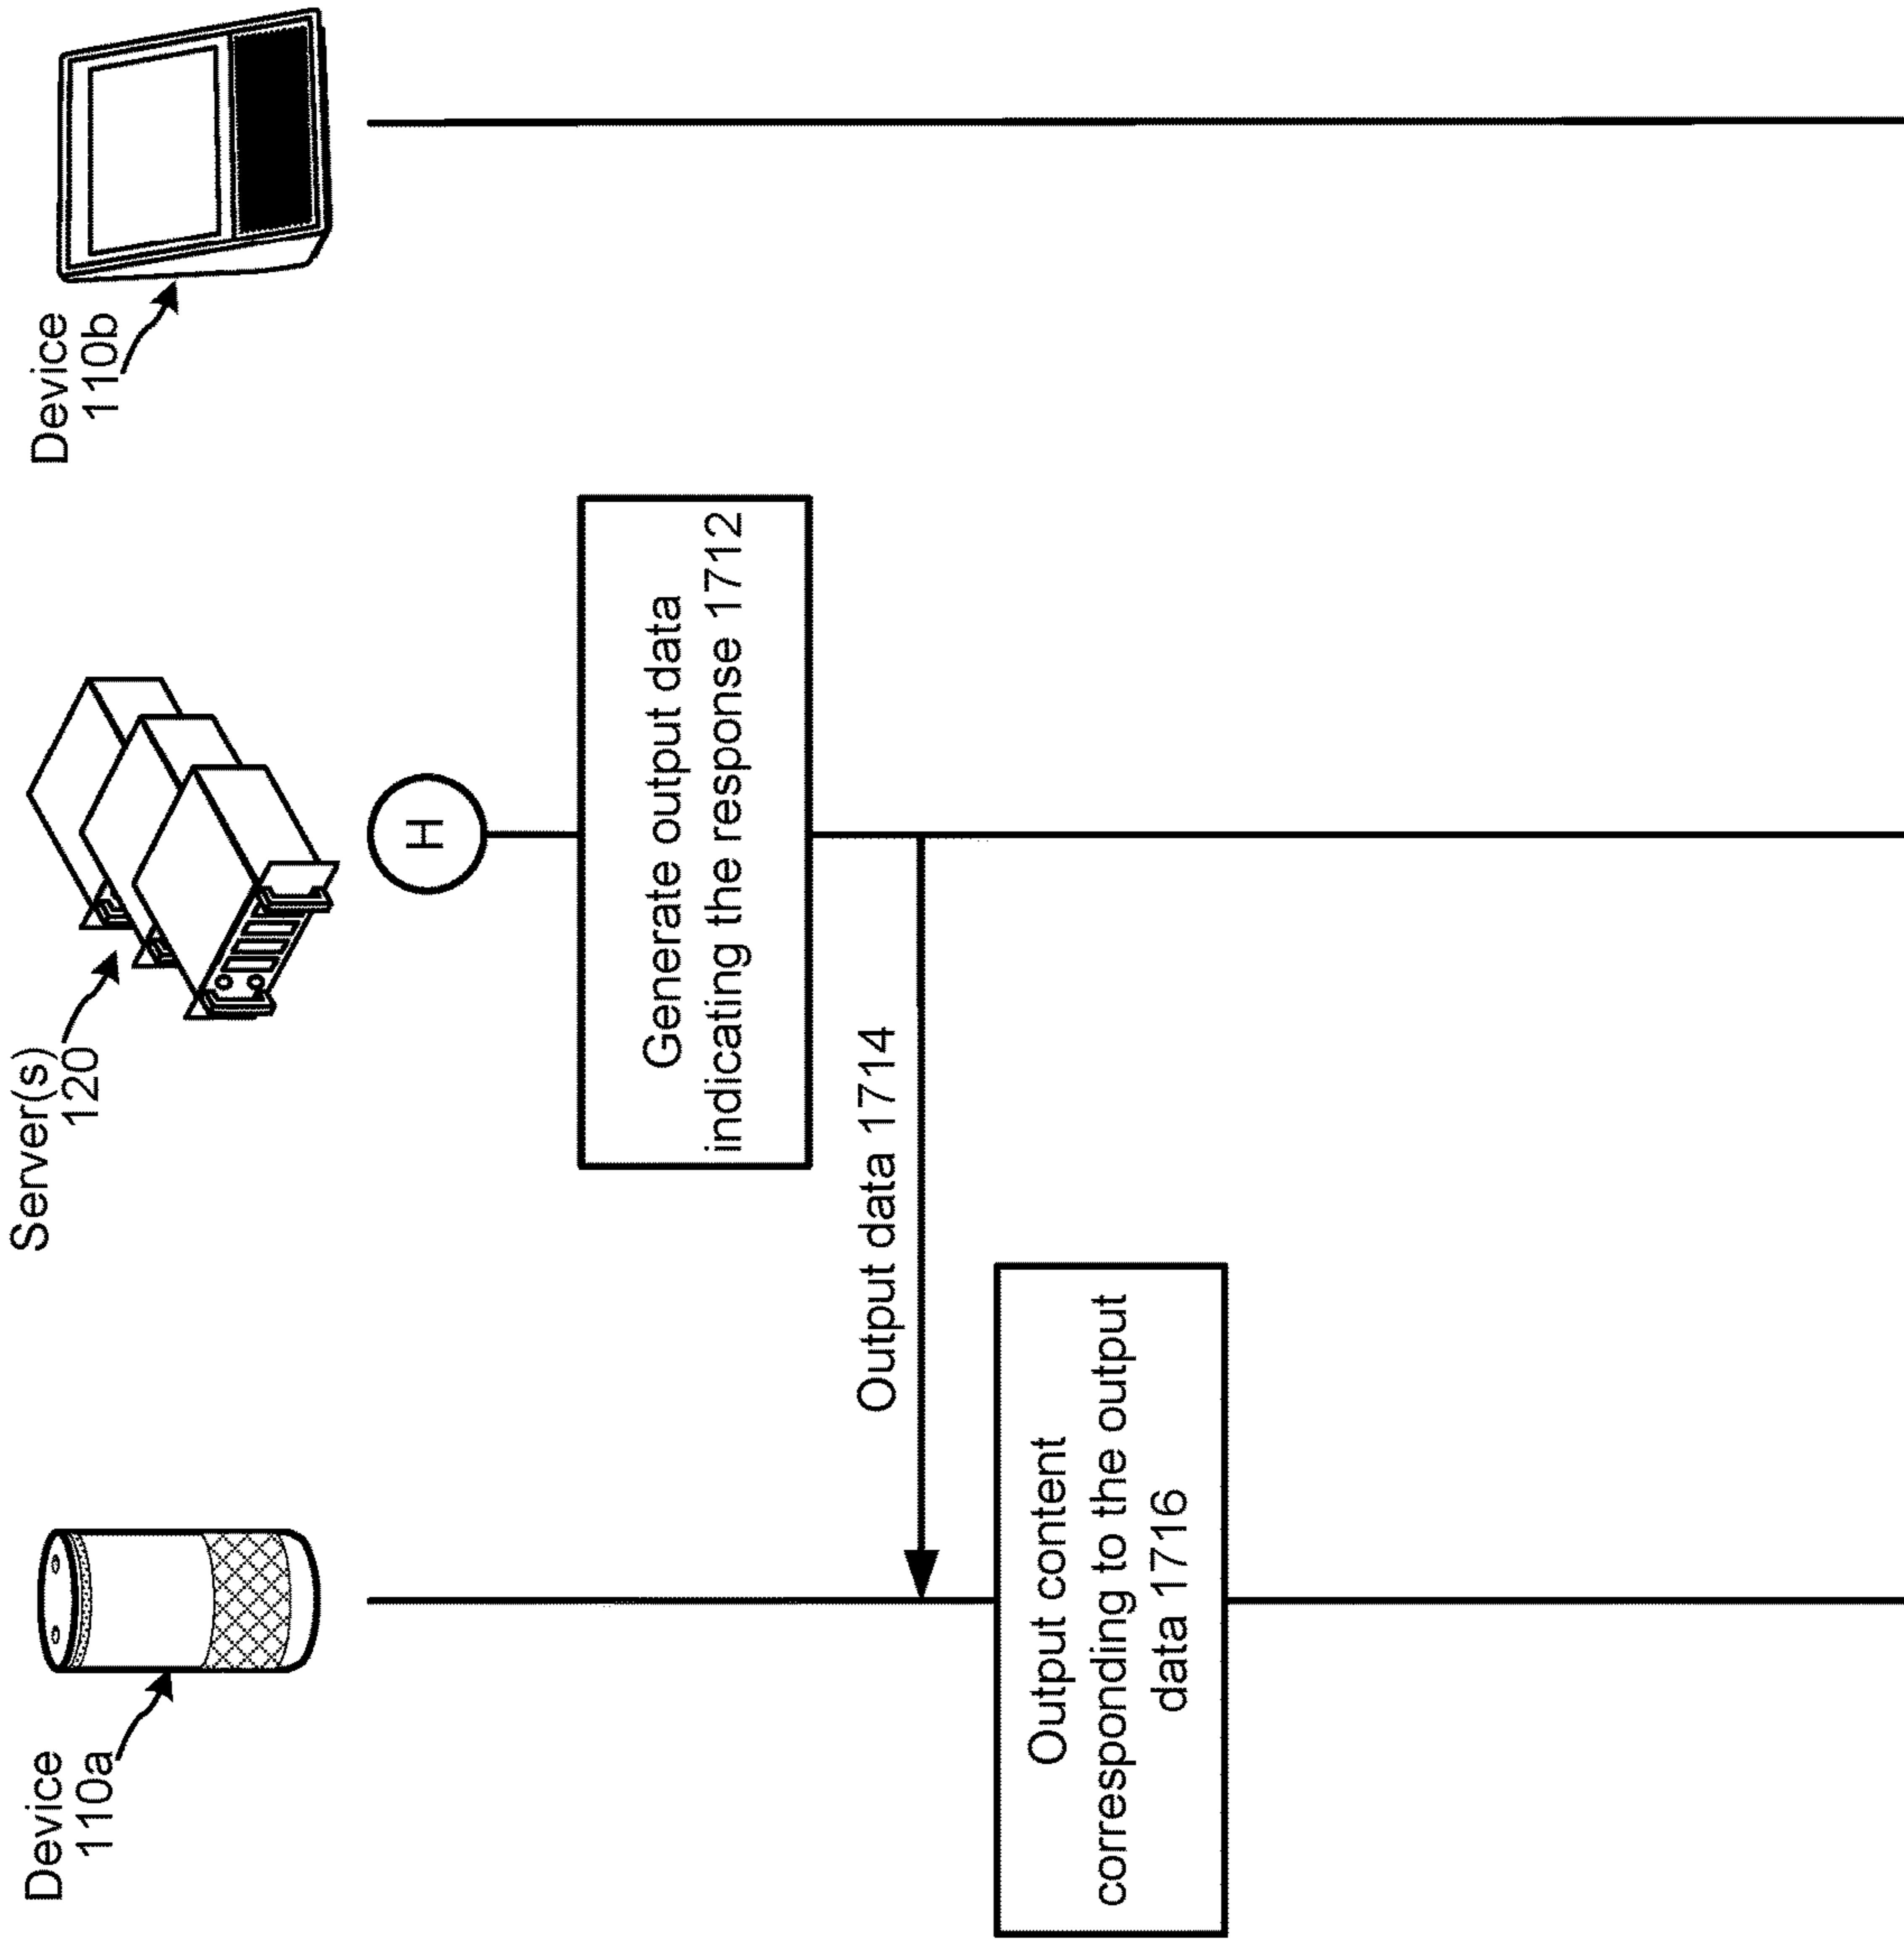 Device
110a
Server(s)
120
Device
110b
H
Generate output data
indicating the response 1712
Output data 1714
Output content
corresponding to the output
data 1716